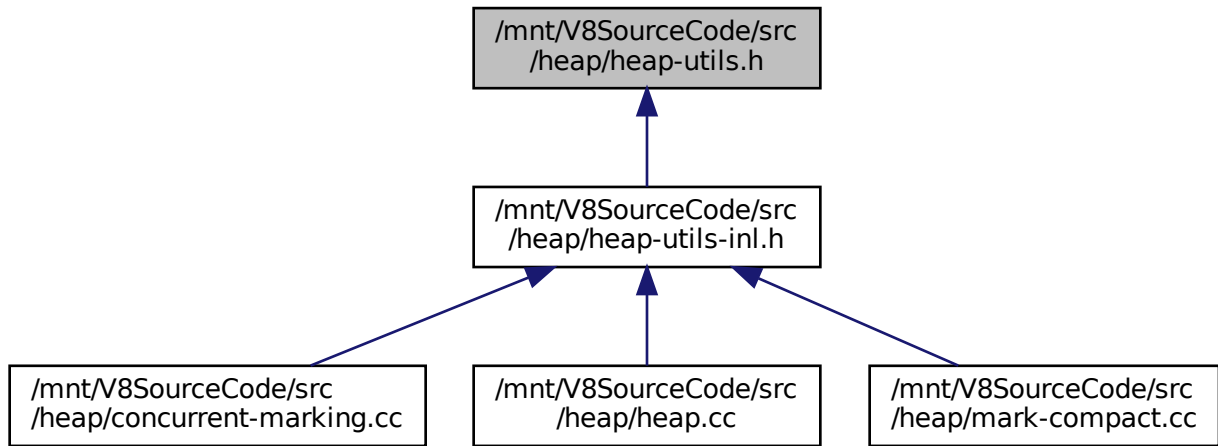 /mnt/V8SourceCode/src
/heap/heap-utils.h
/mnt/V8SourceCode/src
/heap/heap-utils-inl.h
/mnt/V8SourceCode/src
/heap/concurrent-marking.cc
/mnt/V8SourceCode/src
/heap/heap.cc
/mnt/V8SourceCode/src
/heap/mark-compact.cc